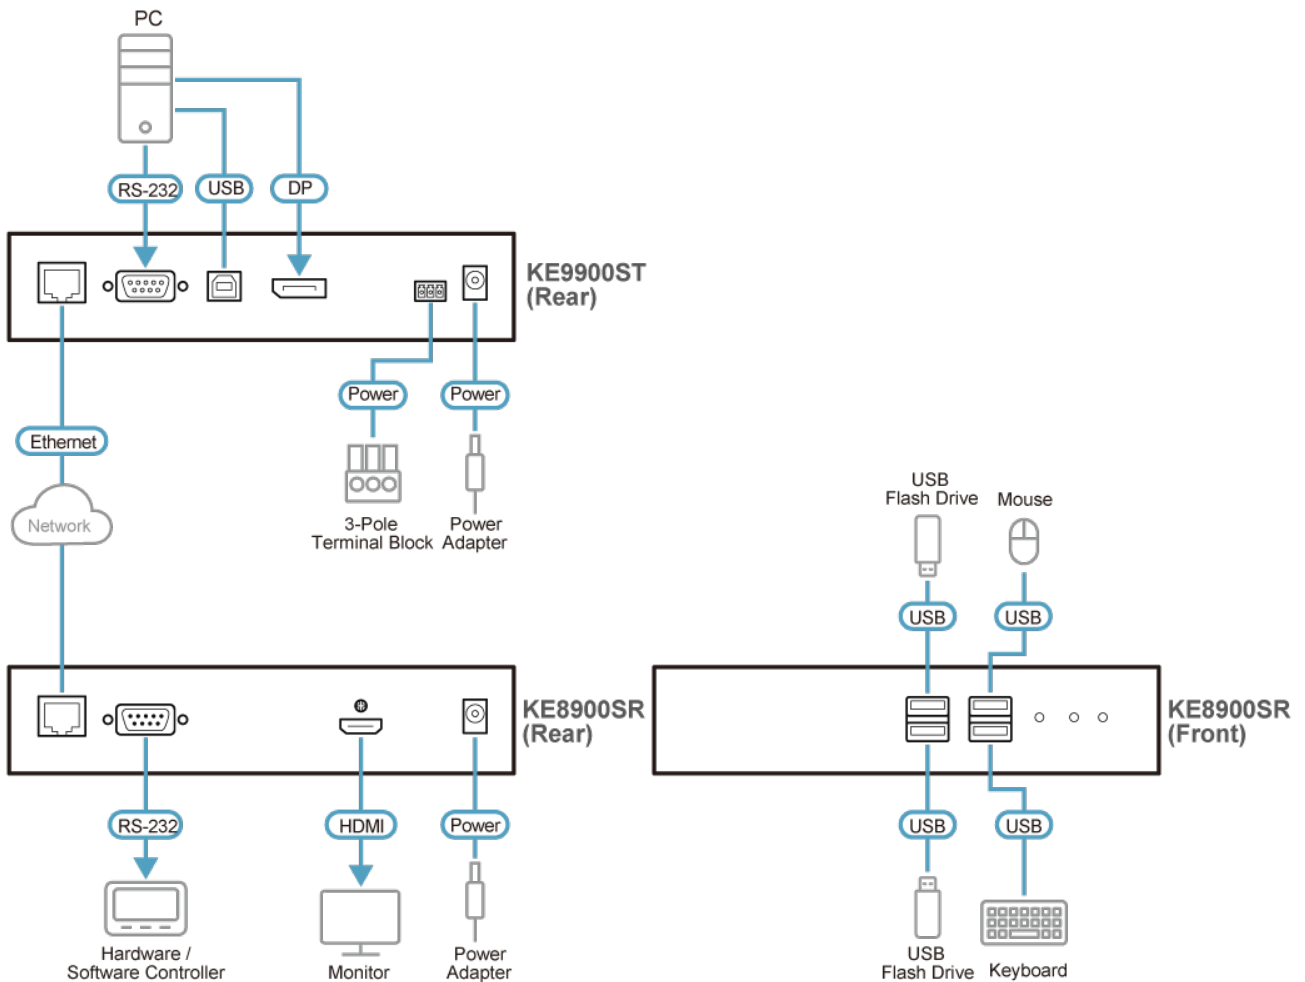 PC
RS-232
USB
DP
KE9900ST
(Rear)
Power
Power
Ethernet
Network
3-Pole
Terminal Block
Power
Adapter
USB
Flash Drive
Mouse
USB
USB
KE8900SR
(Rear)
KE8900SR
(Front)
RS-232
HDMI
Power
USB
USB
Hardware /
Software Controller
Monitor
Power
Adapter
USB
Flash Drive
Keyboard